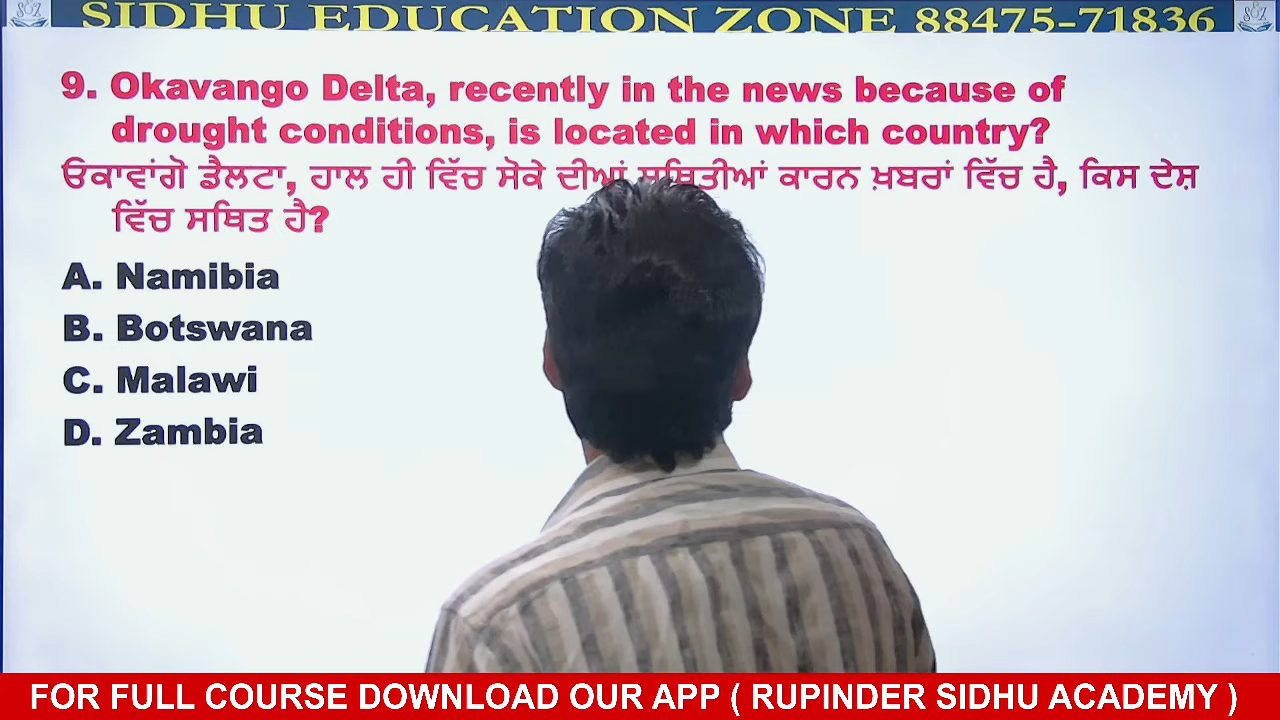 SIDHU EDUCATION ZONE 88475-71836
9. Okavango Delta, recently in the news because of
drought conditions, is located in which country?
ਓਕਾਵਾਂਗੋ ਡੈਲਟਾ, ਹਾਲ ਹੀ ਵਿੱਚ ਸੋਕੇ ਦੀਆਂ ਸਥਿਤੀਆਂ ਕਾਰਨ ਖ਼ਬਰਾਂ ਵਿੱਚ ਹੈ, ਕਿਸ ਦੇਸ਼
ਵਿੱਚ ਸਥਿਤ ਹੈ?
A. Namibia
B. Botswana
C. Malawi
D. Zambia
FOR FULL COURSE DOWNLOAD OUR APP ( RUPINDER SIDHU ACADEMY )